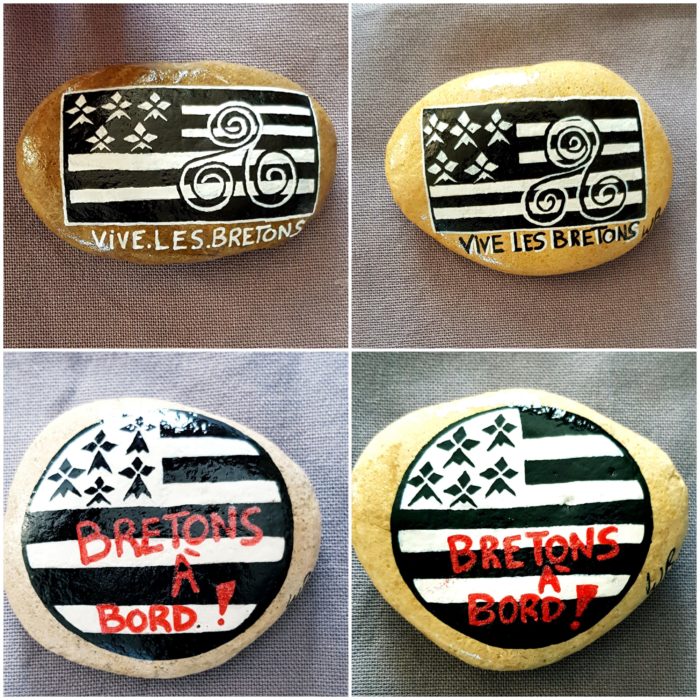 VIVE.LES.BRETONS
VIVE LES BRETONS
BRETONS
À
BORD !
BRETONS
À
BORD !